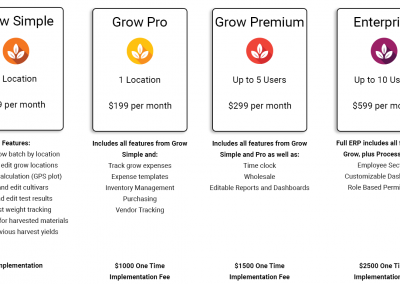 w Simple
Location
9 per month
Features:
ow batch by location
edit grow locations
alculation (GPS plot)
and edit cultivars
d edit test results
st weight tracking
for harvested materials
vious harvest yields
plementation
Grow Pro
1 Location
$199 per month
Includes all features from Grow
Simple and:
Track grow expenses
Expense templates
Inventory Management
Purchasing
Vendor Tracking
$1000 One Time
Implementation Fee
Grow Premium
Up to 5 Users
$299 per month
Includes all features from Grow
Simple and Pro as well as:
Time clock
Wholesale
Editable Reports and Dashboards
$1500 One Time
Implementation Fee
Enterpri
Up to 10 Us
$599 per mo
Full ERP includes all
Grow, plus Process
Employee Sec
Customizable Dash
Role Based Permi
$2500 One T
Implementation